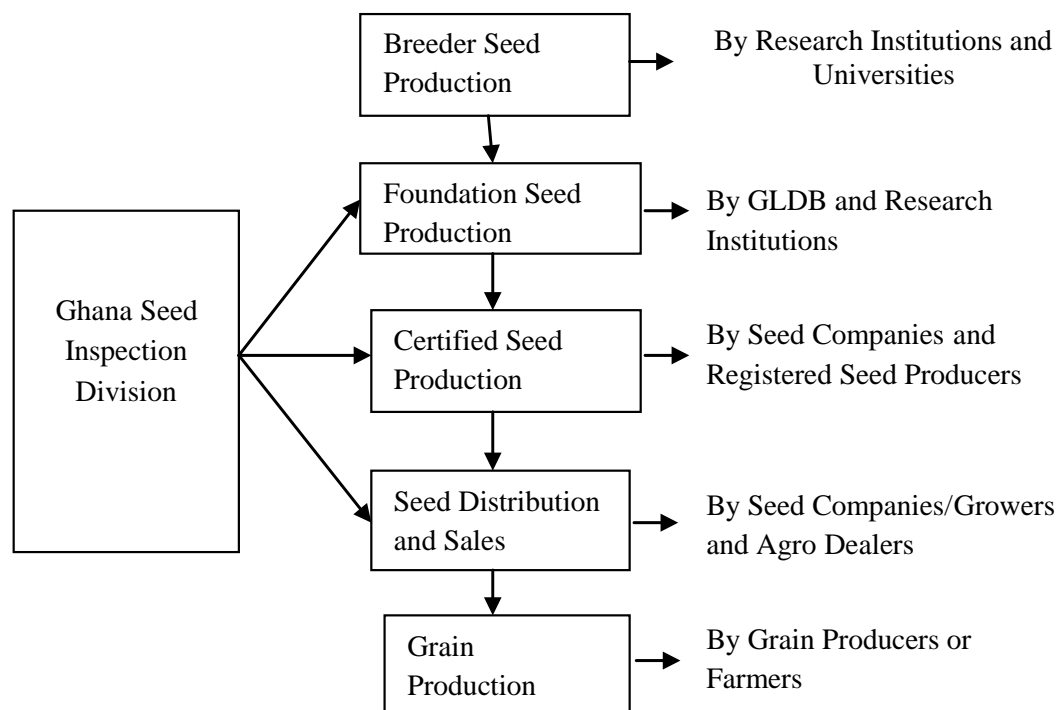 Breeder Seed
Production
By Research Institutions and
Universities
Foundation Seed
Production
By GLDB and Research
Institutions
Ghana Seed
Inspection
Division
Certified Seed
Production
By Seed Companies and
Registered Seed Producers
Seed Distribution
and Sales
By Seed Companies/Growers
and Agro Dealers
Grain
Production
By Grain Producers or
Farmers